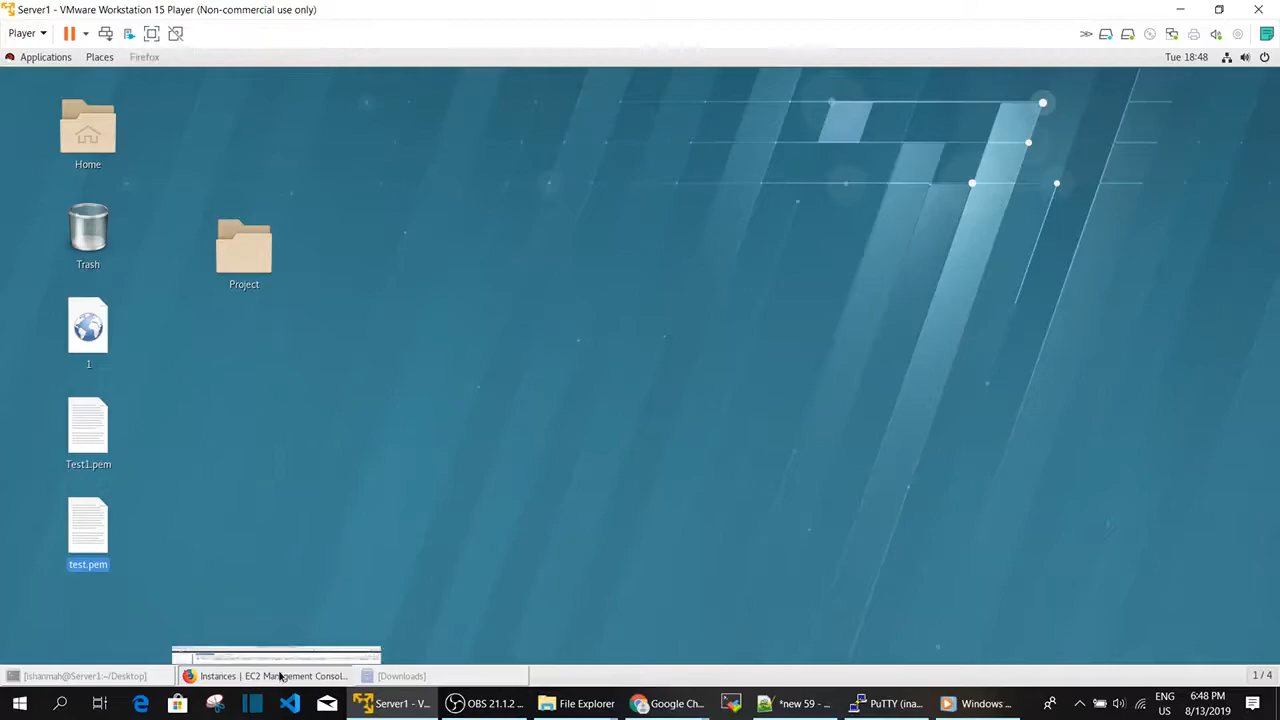 Server1 - VMware Workstation 15 Player (Non-commercial use only)
Player
Applications Places Firefox Tue 18:48
Home
Trash
Project
1
Test1.pem
test.pem
[ishannah@Server1:~/Desktop] Instances | EC2 Management Consol... [Downloads] 1 / 4
Server1 - V... OBS 21.1.2 ... File Explorer Google Ch... *new 59 - ... PuTTY (ina... Windows ... ENG 6:48 PM
US 8/13/2019